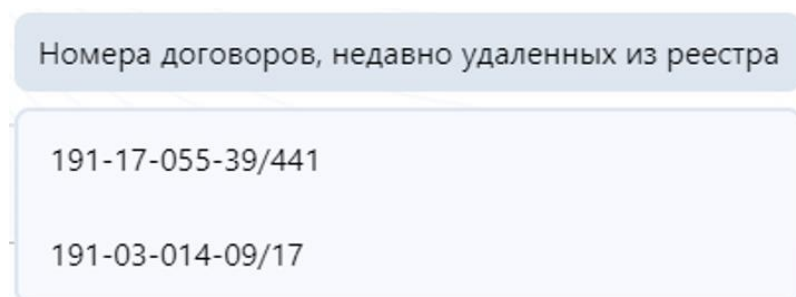 Номера договоров, недавно удаленных из реестра
191-17-055-39/441
191-03-014-09/17